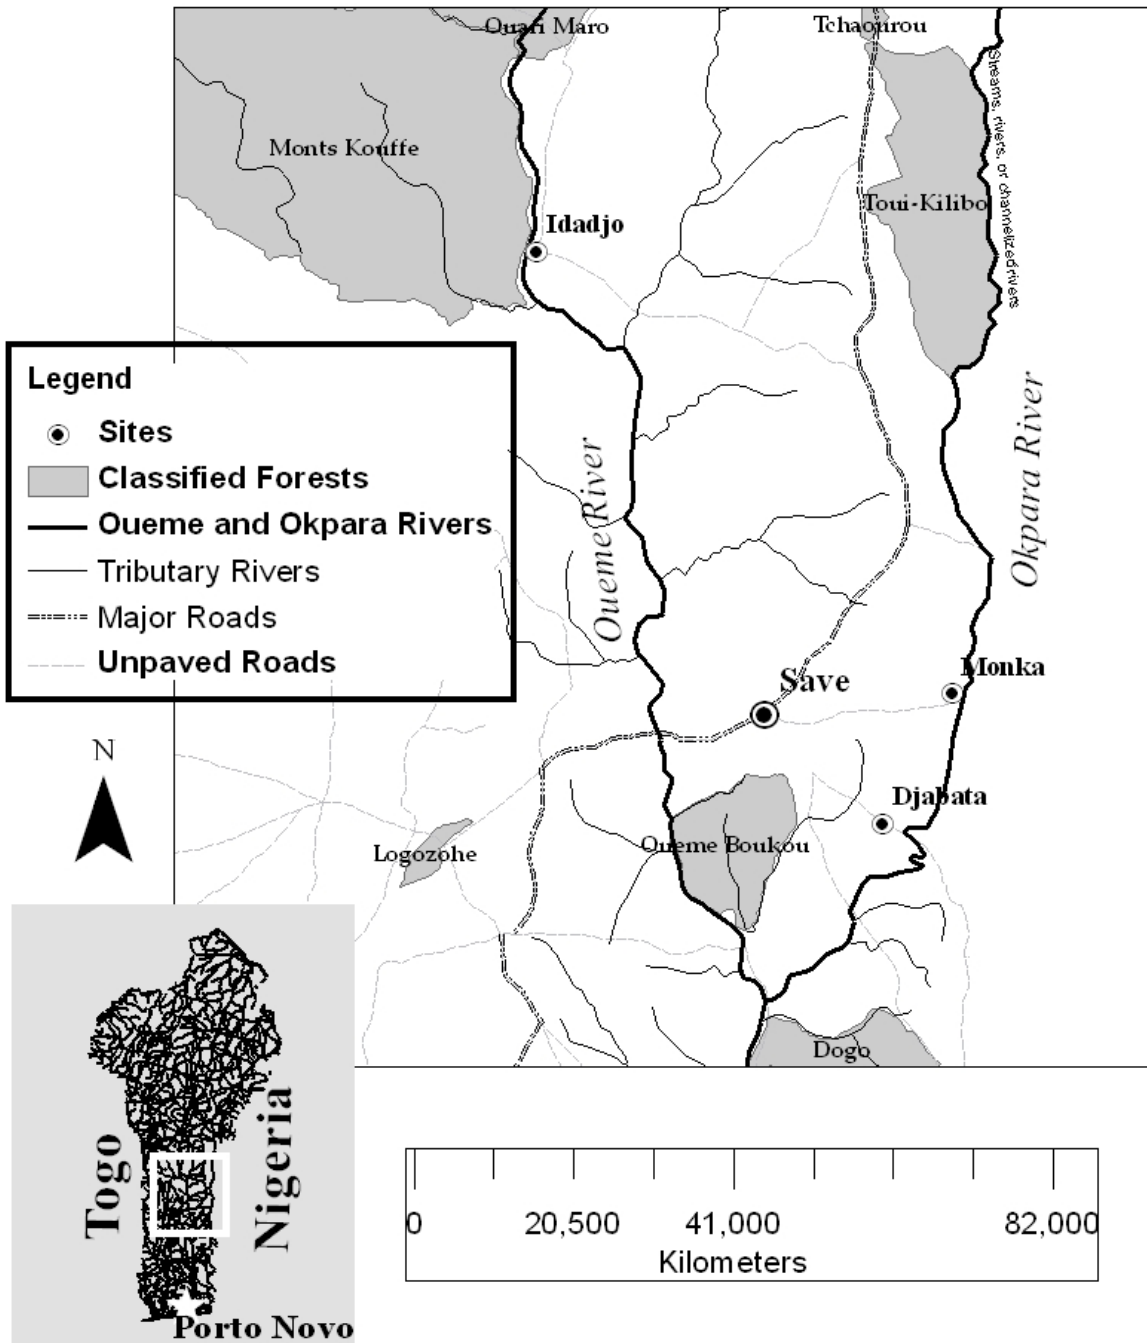 Ouari Maro
Tchaourou
Streams, rivers, or channelizedrivers
Monts Kouffe
Toui-Kilibo
Idadjo
Legend
Sites
Classified Forests
Oueme and Okpara Rivers
Tributary Rivers
Major Roads
Unpaved Roads
Oueme River
Okpara River
Save
Monka
N
Djabata
Logozohe
Oueme Boukou
Dogo
Togo
Nigeria
Porto Novo
0 20,500 41,000 82,000
Kilometers